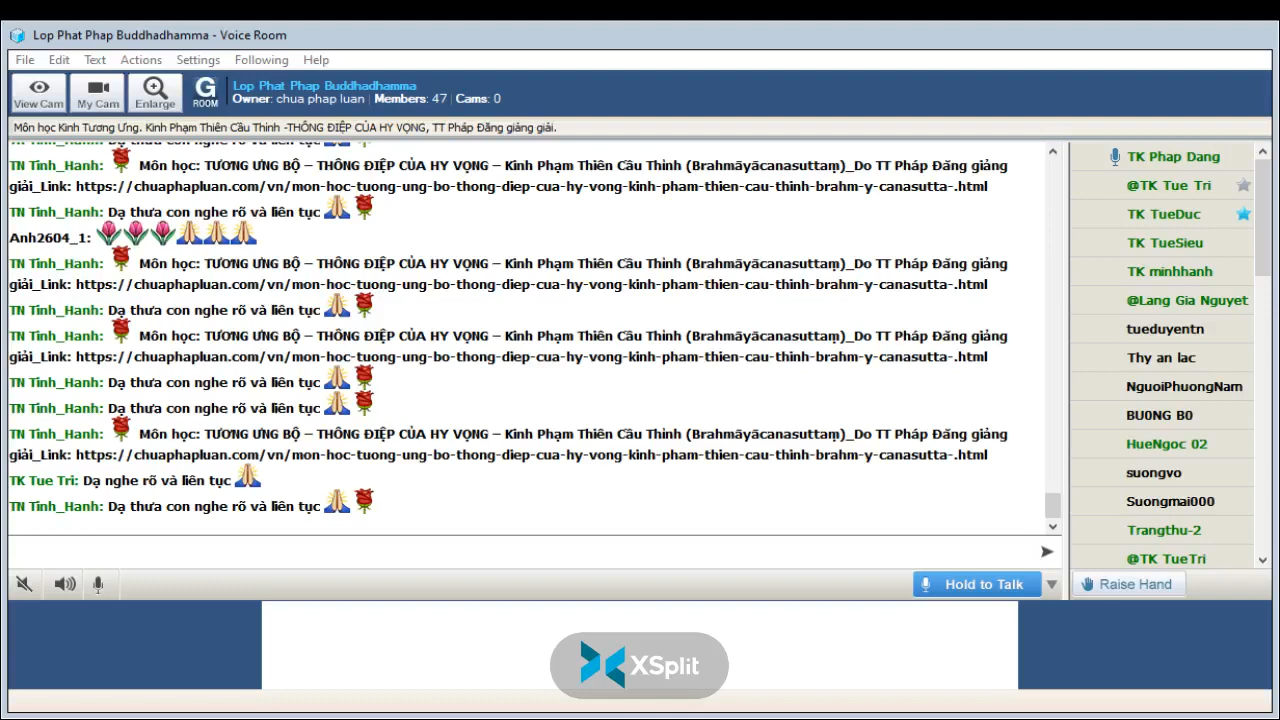 Lop Phat Phap Buddhadhamma - Voice Room
File Edit Text Actions Settings Following Help
View Cam My Cam Enlarge G ROOM
Lop Phat Phap Buddhadhamma
Owner: chua phap luan | Members: 47 | Cams: 0
Môn học Kinh Tương Ưng. Kinh Phạm Thiên Cầu Thỉnh -THÔNG ĐIỆP CỦA HY VỌNG, TT Pháp Đăng giảng giải.
TN Tinh_Hanh: Môn học: TƯƠNG ƯNG BỘ – THÔNG ĐIỆP CỦA HY VỌNG – Kinh Phạm Thiên Cầu Thỉnh (Brahmāyācanasuttaṃ)_Do TT Pháp Đăng giảng
giải_Link: https://chuaphapluan.com/vn/mon-hoc-tuong-ung-bo-thong-diep-cua-hy-vong-kinh-pham-thien-cau-thinh-brahm-y-canasutta-.html
TN Tinh_Hanh: Dạ thưa con nghe rõ và liên tục
Anh2604_1:
TN Tinh_Hanh: Môn học: TƯƠNG ƯNG BỘ – THÔNG ĐIỆP CỦA HY VỌNG – Kinh Phạm Thiên Cầu Thỉnh (Brahmāyācanasuttaṃ)_Do TT Pháp Đăng giảng
giải_Link: https://chuaphapluan.com/vn/mon-hoc-tuong-ung-bo-thong-diep-cua-hy-vong-kinh-pham-thien-cau-thinh-brahm-y-canasutta-.html
TN Tinh_Hanh: Dạ thưa con nghe rõ và liên tục
TN Tinh_Hanh: Môn học: TƯƠNG ƯNG BỘ – THÔNG ĐIỆP CỦA HY VỌNG – Kinh Phạm Thiên Cầu Thỉnh (Brahmāyācanasuttaṃ)_Do TT Pháp Đăng giảng
giải_Link: https://chuaphapluan.com/vn/mon-hoc-tuong-ung-bo-thong-diep-cua-hy-vong-kinh-pham-thien-cau-thinh-brahm-y-canasutta-.html
TN Tinh_Hanh: Dạ thưa con nghe rõ và liên tục
TN Tinh_Hanh: Dạ thưa con nghe rõ và liên tục
TN Tinh_Hanh: Môn học: TƯƠNG ƯNG BỘ – THÔNG ĐIỆP CỦA HY VỌNG – Kinh Phạm Thiên Cầu Thỉnh (Brahmāyācanasuttaṃ)_Do TT Pháp Đăng giảng
giải_Link: https://chuaphapluan.com/vn/mon-hoc-tuong-ung-bo-thong-diep-cua-hy-vong-kinh-pham-thien-cau-thinh-brahm-y-canasutta-.html
TK Tue Tri: Dạ nghe rõ và liên tục
TN Tinh_Hanh: Dạ thưa con nghe rõ và liên tục
TK Phap Dang
@TK Tue Tri
TK TueDuc
TK TueSieu
TK minhhanh
@Lang Gia Nguyet
tueduyentn
Thy an lac
NguoiPhuongNam
BU0NG B0
HueNgoc 02
suongvo
Suongmai000
Trangthu-2
@TK TueTri
Hold to Talk
Raise Hand
XSplit